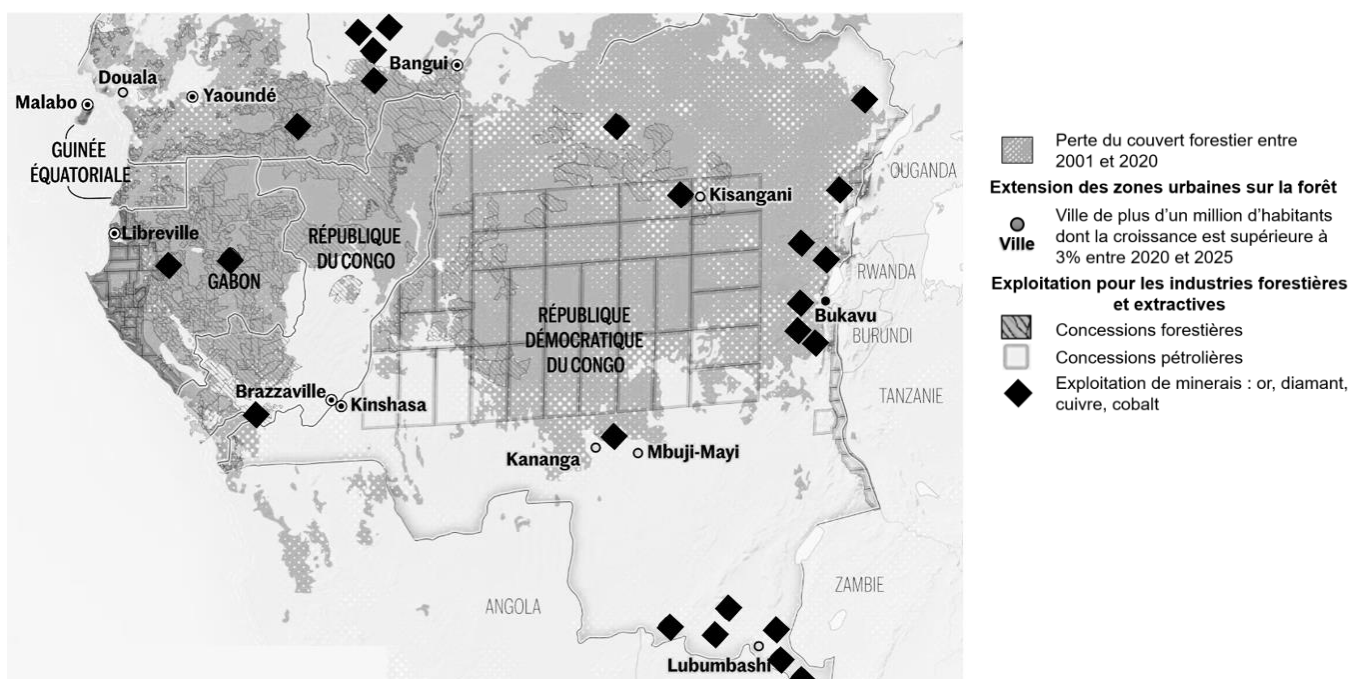 Bangui
Douala
Malabo
Yaoundé
GUINÉE
ÉQUATORIALE
OUGANDA
Kisangani
Libreville
RÉPUBLIQUE
DU CONGO
GABON
RWANDA
RÉPUBLIQUE
DÉMOCRATIQUE
DU CONGO
Bukavu
BURUNDI
TANZANIE
Brazzaville
Kinshasa
Kananga
Mbuji-Mayi
ANGOLA
ZAMBIE
Lubumbashi
Perte du couvert forestier entre
2001 et 2020
Extension des zones urbaines sur la forêt
Ville
Ville de plus d’un million d’habitants
dont la croissance est supérieure à
3% entre 2020 et 2025
Exploitation pour les industries forestières
et extractives
Concessions forestières
Concessions pétrolières
Exploitation de minerais : or, diamant,
cuivre, cobalt